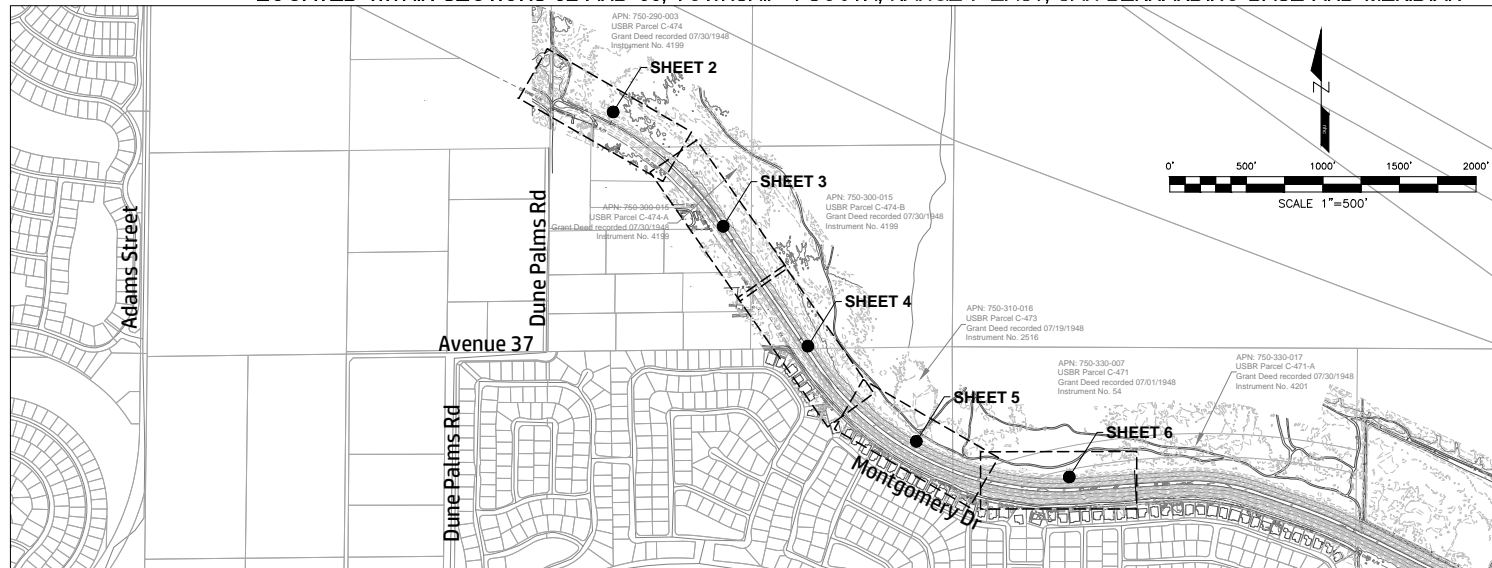 APN: 750-290-003
USBR Parcel C-474
Grant Deed recorded 07/30/1948
Instrument No. 4199
SHEET 2
N
0' 500' 1000' 1500' 2000'
SCALE 1"=500'
SHEET 3
APN: 750-300-015
USBR Parcel C-474-A
Grant Deed recorded 07/30/1948
Instrument No. 4199
APN: 750-300-015
USBR Parcel C-474-B
Grant Deed recorded 07/30/1948
Instrument No. 4199
Adams Street
Dune Palms Rd
SHEET 4
APN: 750-310-016
USBR Parcel C-473
Grant Deed recorded 07/19/1948
Instrument No. 2516
Avenue 37
APN: 750-330-007
USBR Parcel C-471
Grant Deed recorded 07/01/1948
Instrument No. 54
APN: 750-330-017
USBR Parcel C-471-A
Grant Deed recorded 07/30/1948
Instrument No. 4201
SHEET 5
SHEET 6
Dune Palms Rd
Montgomery Dr